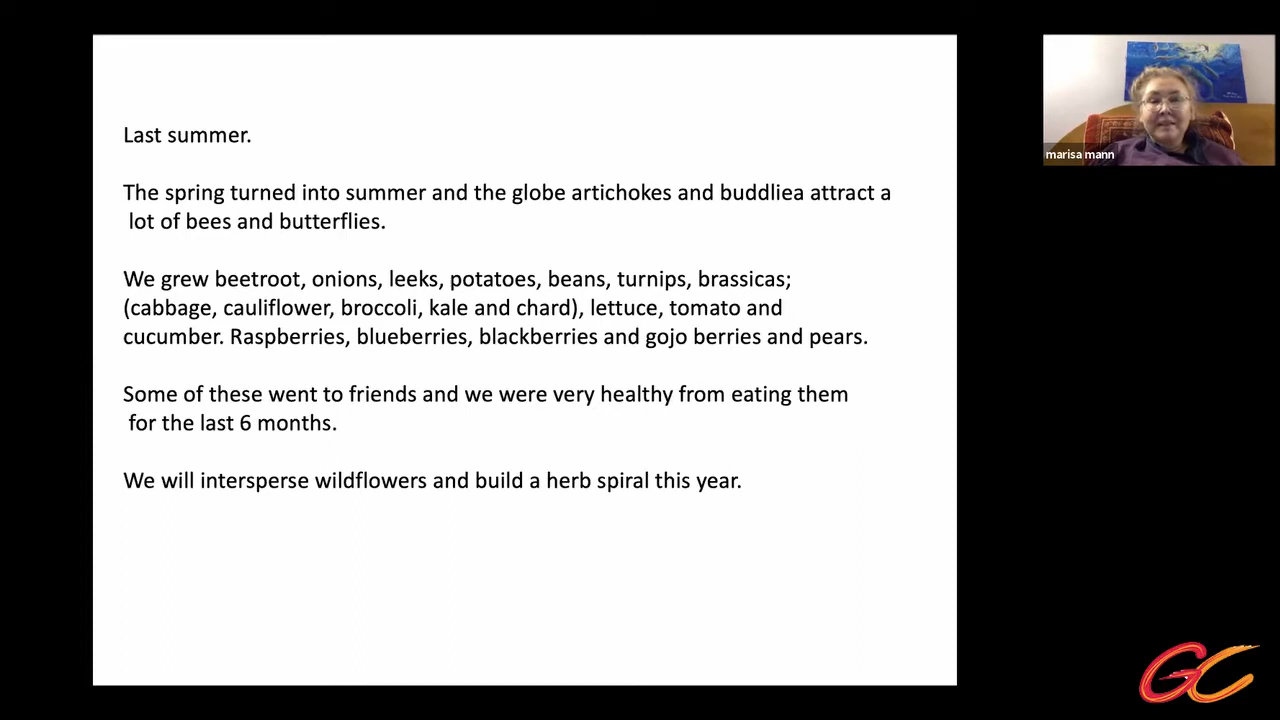 Last summer.
The spring turned into summer and the globe artichokes and buddliea attract a
lot of bees and butterflies.
We grew beetroot, onions, leeks, potatoes, beans, turnips, brassicas;
(cabbage, cauliflower, broccoli, kale and chard), lettuce, tomato and
cucumber. Raspberries, blueberries, blackberries and gojo berries and pears.
Some of these went to friends and we were very healthy from eating them
for the last 6 months.
We will intersperse wildflowers and build a herb spiral this year.
marisa mann
GC